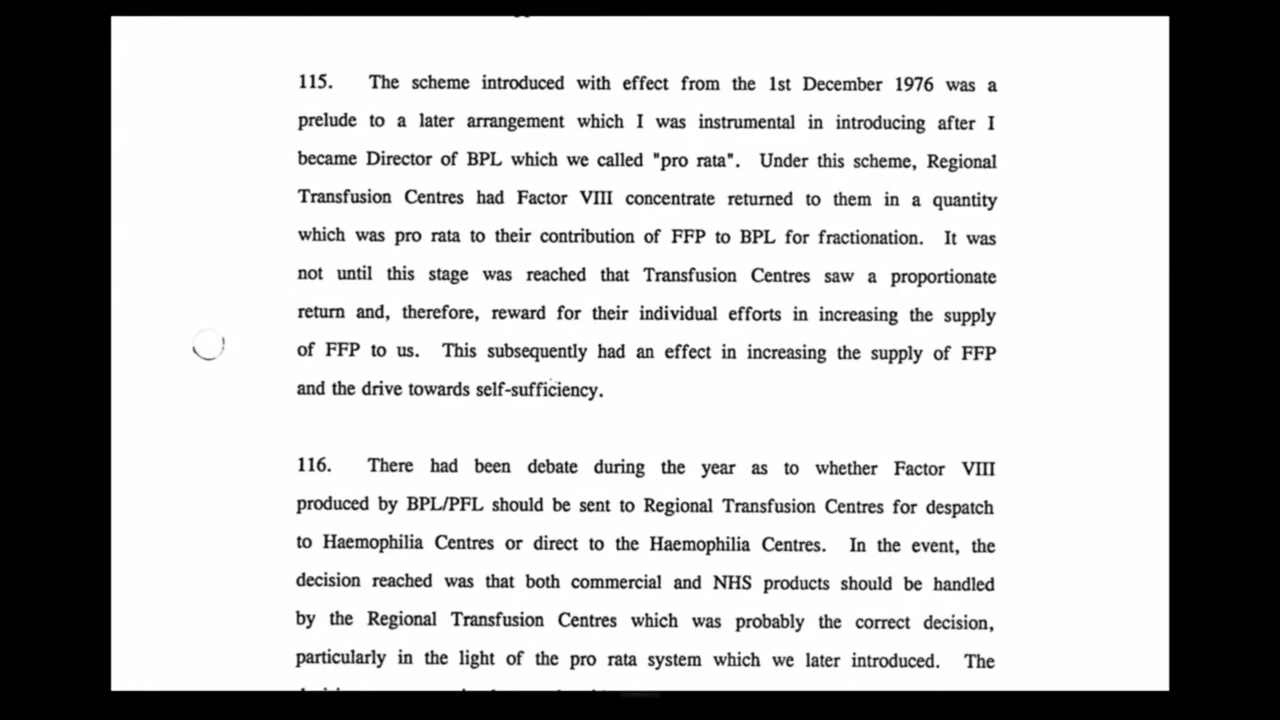 115. The scheme introduced with effect from the 1st December 1976 was a
prelude to a later arrangement which I was instrumental in introducing after I
became Director of BPL which we called "pro rata". Under this scheme, Regional
Transfusion Centres had Factor VIII concentrate returned to them in a quantity
which was pro rata to their contribution of FFP to BPL for fractionation. It was
not until this stage was reached that Transfusion Centres saw a proportionate
return and, therefore, reward for their individual efforts in increasing the supply
of FFP to us. This subsequently had an effect in increasing the supply of FFP
and the drive towards self-sufficiency.
116. There had been debate during the year as to whether Factor VIII
produced by BPL/PFL should be sent to Regional Transfusion Centres for despatch
to Haemophilia Centres or direct to the Haemophilia Centres. In the event, the
decision reached was that both commercial and NHS products should be handled
by the Regional Transfusion Centres which was probably the correct decision,
particularly in the light of the pro rata system which we later introduced. The